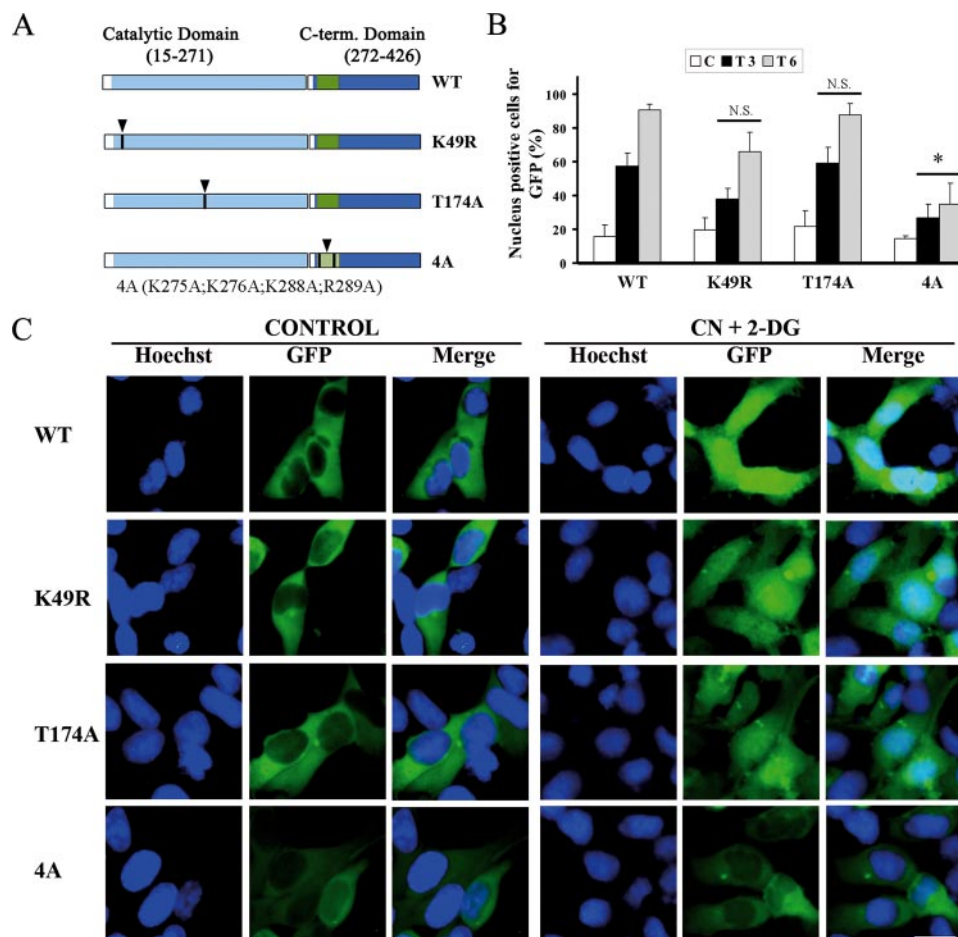 A
Catalytic Domain
(15-271)
C-term. Domain
(272-426)
WT
K49R
T174A
4A
4A (K275A;K276A;K288A;R289A)
B
C T 3 T 6
Nucleus positive cells for
GFP (%)
100
80
60
40
20
0
N.S.
N.S.
*
WT K49R T174A 4A
C
CONTROL CN + 2-DG
Hoechst GFP Merge Hoechst GFP Merge
WT
K49R
T174A
4A